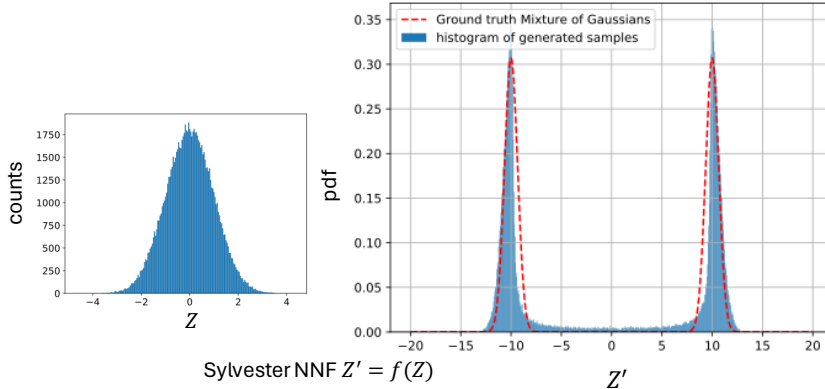 counts
1750
1500
1250
1000
750
500
250
0
−4 −2 0 2 4
Z
pdf
0.35
0.30
0.25
0.20
0.15
0.10
0.05
0.00
Ground truth Mixture of Gaussians
histogram of generated samples
−20 −15 −10 −5 0 5 10 15 20
Z′
Sylvester NNF Z′ = f(Z)